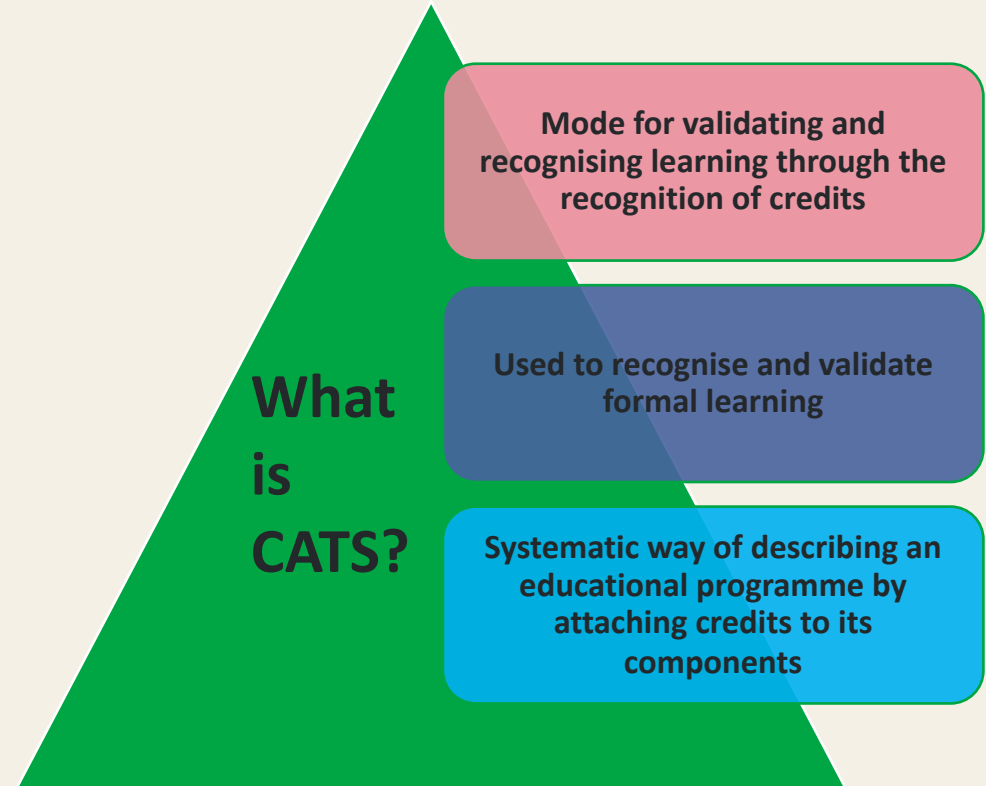 What
is
CATS?
Mode for validating and
recognising learning through the
recognition of credits
Used to recognise and validate
formal learning
Systematic way of describing an
educational programme by
attaching credits to its
components